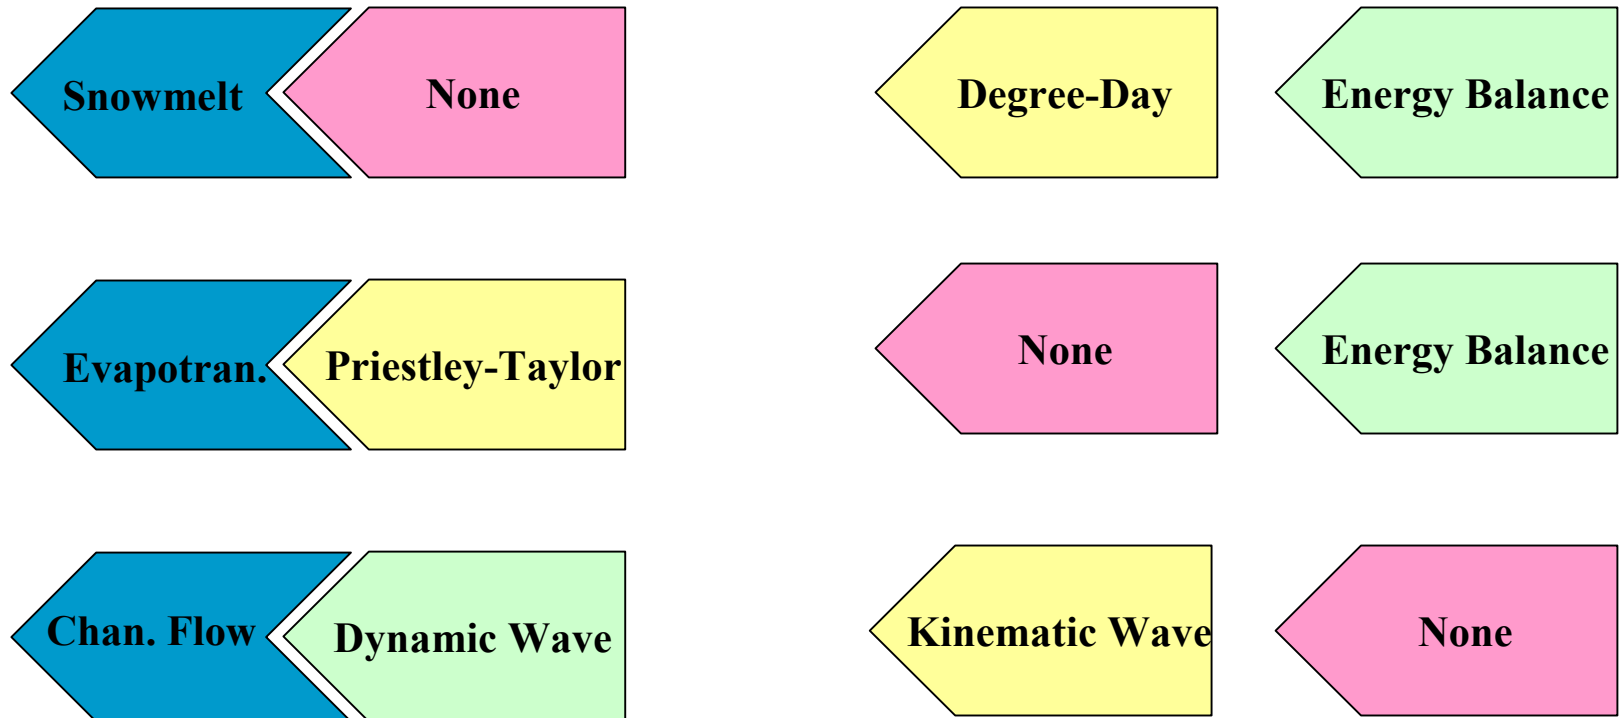 Snowmelt
None
Degree-Day
Energy Balance
Evapotran.
Priestley-Taylor
None
Energy Balance
Chan. Flow
Dynamic Wave
Kinematic Wave
None